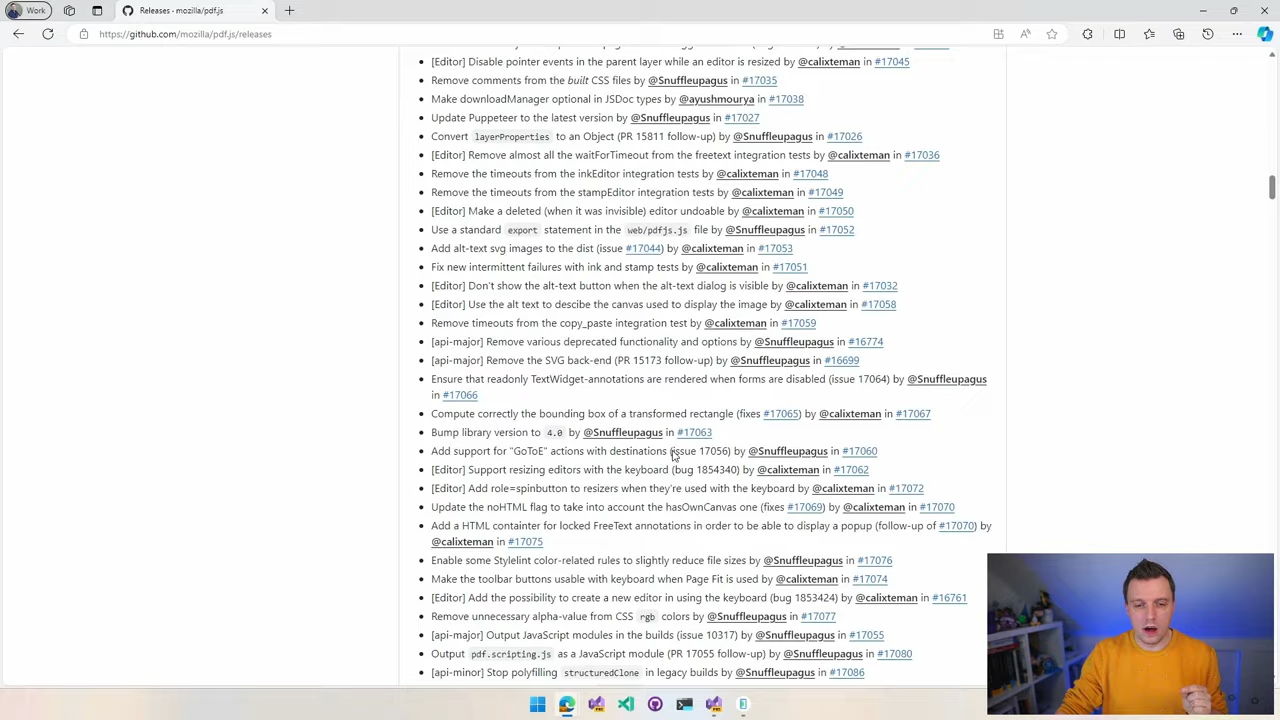 Work
Releases - mozilla/pdf.js
https://github.com/mozilla/pdf.js/releases
[Editor] Disable pointer events in the parent layer while an editor is resized by @calixteman in #17045
Remove comments from the built CSS files by @Snuffleupagus in #17035
Make downloadManager optional in JSDoc types by @ayushmourya in #17038
Update Puppeteer to the latest version by @Snuffleupagus in #17027
Convert layerProperties to an Object (PR 15811 follow-up) by @Snuffleupagus in #17026
[Editor] Remove almost all the waitForTimeout from the freetext integration tests by @calixteman in #17036
Remove the timeouts from the inkEditor integration tests by @calixteman in #17048
Remove the timeouts from the stampEditor integration tests by @calixteman in #17049
[Editor] Make a deleted (when it was invisible) editor undoable by @calixteman in #17050
Use a standard export statement in the web/pdfjs.js file by @Snuffleupagus in #17052
Add alt-text svg images to the dist (issue #17044) by @calixteman in #17053
Fix new intermittent failures with ink and stamp tests by @calixteman in #17051
[Editor] Don't show the alt-text button when the alt-text dialog is visible by @calixteman in #17032
[Editor] Use the alt text to descibe the canvas used to display the image by @calixteman in #17058
Remove timeouts from the copy_paste integration test by @calixteman in #17059
[api-major] Remove various deprecated functionality and options by @Snuffleupagus in #16774
[api-major] Remove the SVG back-end (PR 15173 follow-up) by @Snuffleupagus in #16699
Ensure that readonly TextWidget-annotations are rendered when forms are disabled (issue 17064) by @Snuffleupagus
in #17066
Compute correctly the bounding box of a transformed rectangle (fixes #17065) by @calixteman in #17067
Bump library version to 4.0 by @Snuffleupagus in #17063
Add support for "GoToE" actions with destinations (issue 17056) by @Snuffleupagus in #17060
[Editor] Support resizing editors with the keyboard (bug 1854340) by @calixteman in #17062
[Editor] Add role=spinbutton to resizers when they're used with the keyboard by @calixteman in #17072
Update the noHTML flag to take into account the hasOwnCanvas one (fixes #17069) by @calixteman in #17070
Add a HTML containter for locked FreeText annotations in order to be able to display a popup (follow-up of #17070) by
@calixteman in #17075
Enable some Stylelint color-related rules to slightly reduce file sizes by @Snuffleupagus in #17076
Make the toolbar buttons usable with keyboard when Page Fit is used by @calixteman in #17074
[Editor] Add the possibility to create a new editor in using the keyboard (bug 1853424) by @calixteman in #16761
Remove unnecessary alpha-value from CSS rgb colors by @Snuffleupagus in #17077
[api-major] Output JavaScript modules in the builds (issue 10317) by @Snuffleupagus in #17055
Output pdf.scripting.js as a JavaScript module (PR 17055 follow-up) by @Snuffleupagus in #17080
[api-minor] Stop polyfilling structuredClone in legacy builds by @Snuffleupagus in #17086